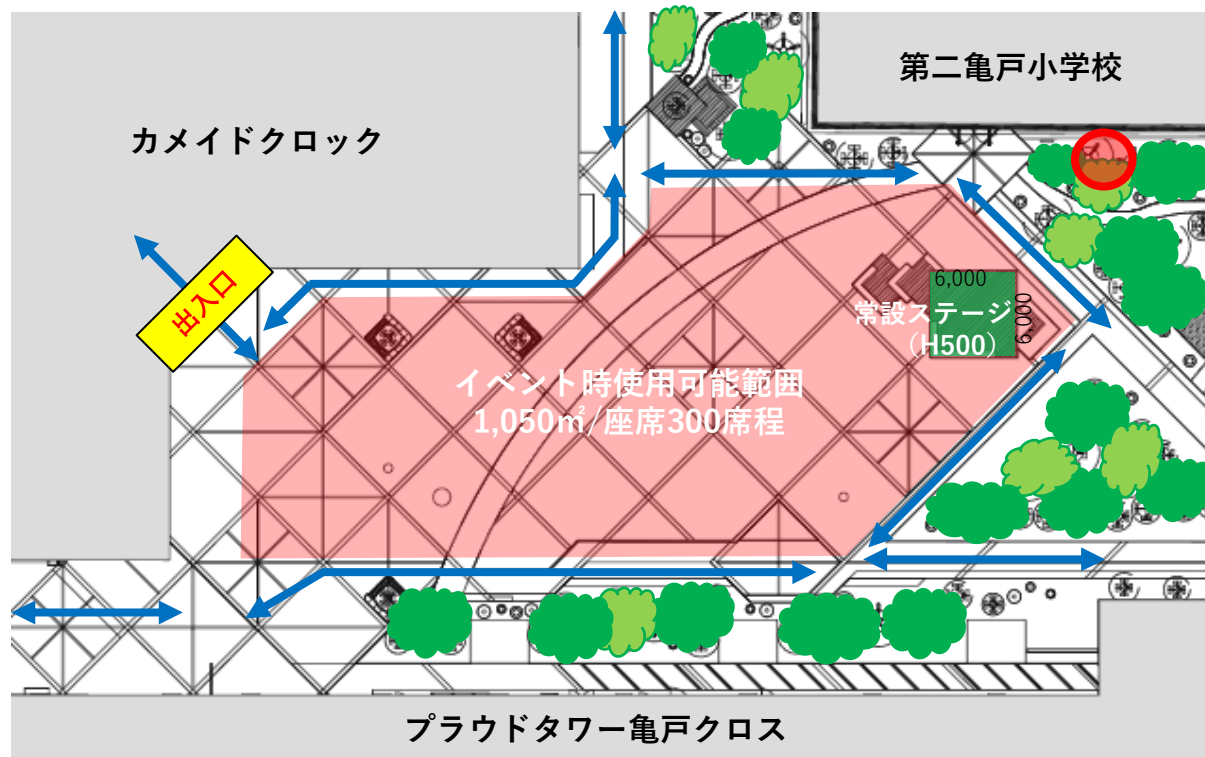 第二亀戸小学校
カメイドクロック
出入口
6,000
6,000
常設ステージ
（H500）
イベント時使用可能範囲
1,050㎡/座席300席程
プラウドタワー亀戸クロス